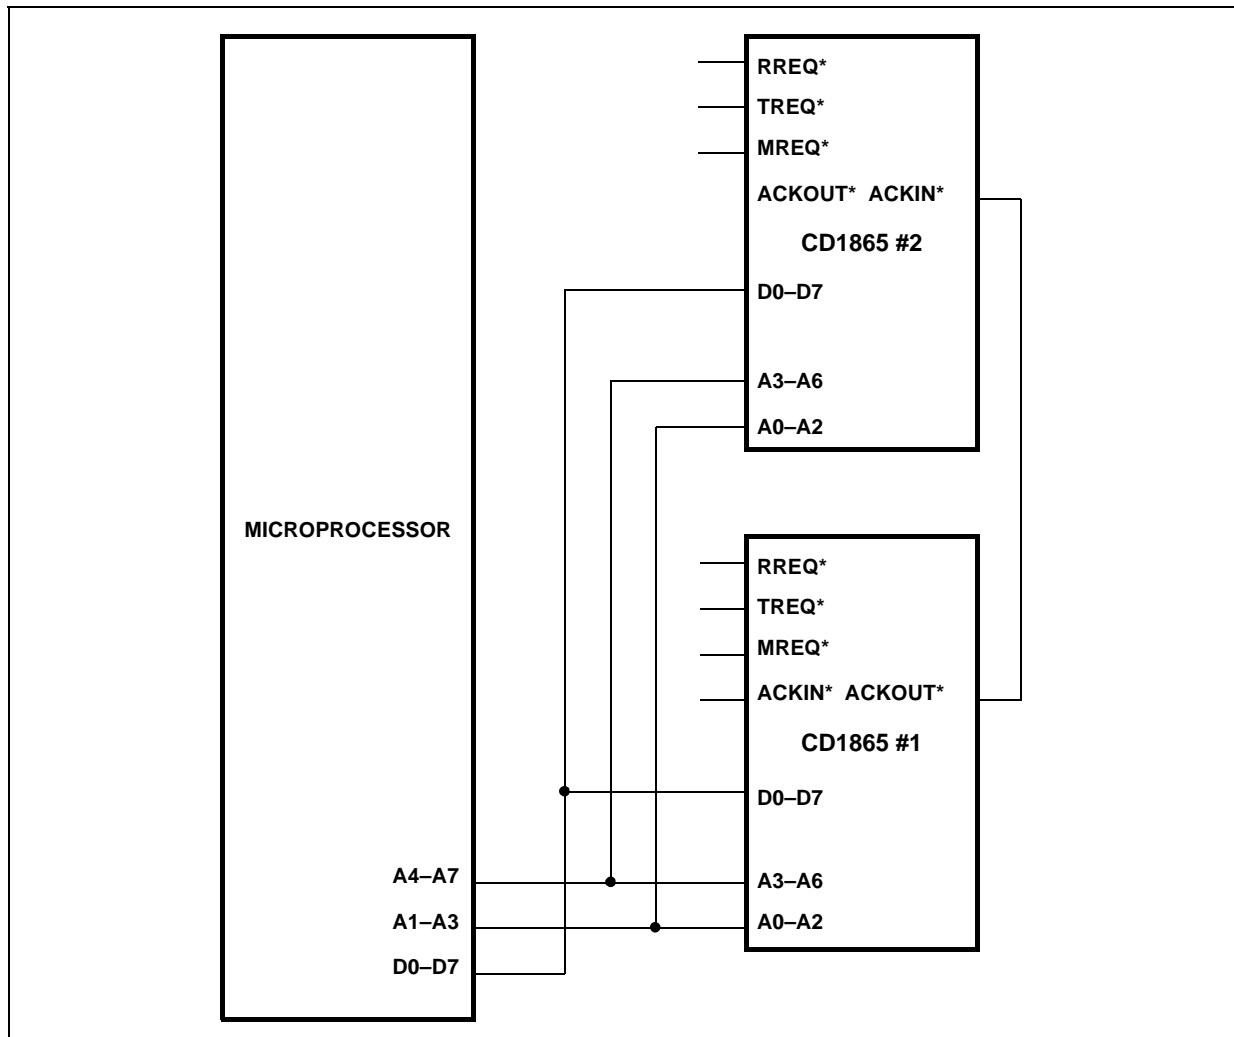 MICROPROCESSOR
A4–A7
A1–A3
D0–D7
RREQ*
TREQ*
MREQ*
ACKOUT* ACKIN*
CD1865 #2
D0–D7
A3–A6
A0–A2
RREQ*
TREQ*
MREQ*
ACKIN* ACKOUT*
CD1865 #1
D0–D7
A3–A6
A0–A2